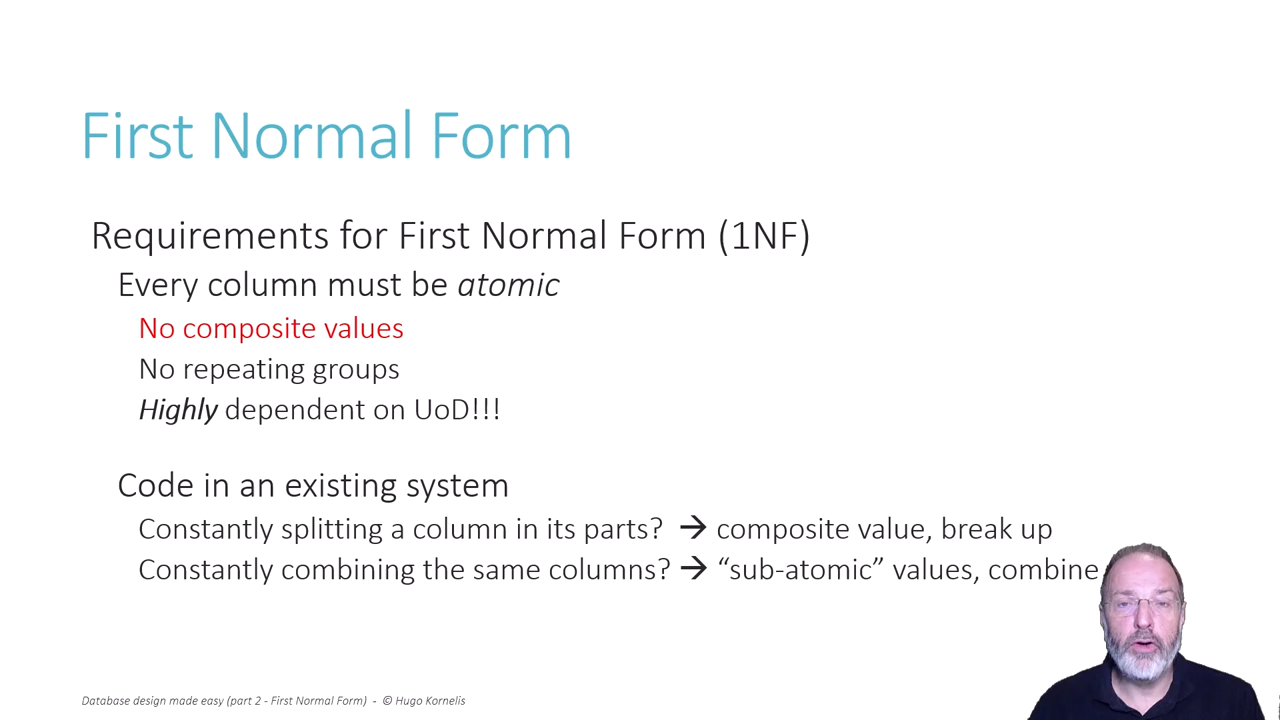 First Normal Form
Requirements for First Normal Form (1NF)
Every column must be atomic
No composite values
No repeating groups
Highly dependent on UoD!!!
Code in an existing system
Constantly splitting a column in its parts? → composite value, break up
Constantly combining the same columns? → “sub-atomic” values, combine
Database design made easy (part 2 - First Normal Form) - © Hugo Kornelis